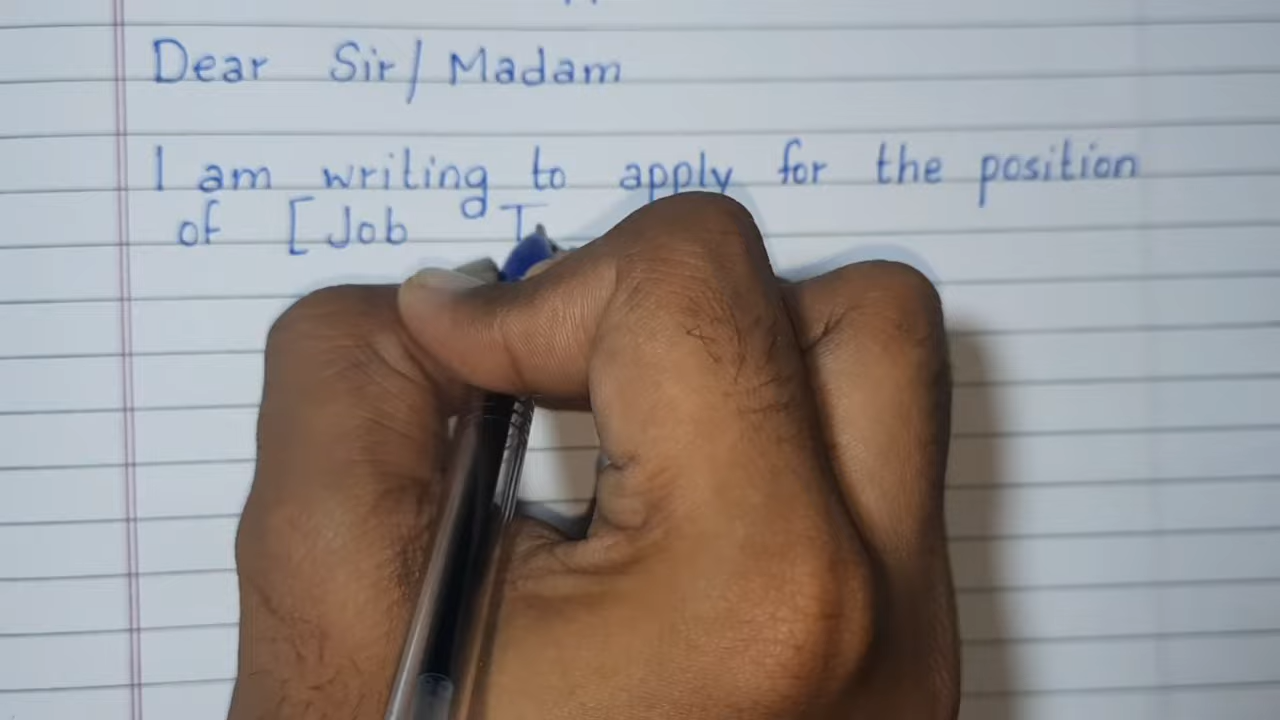 Dear Sir/Madam
I am writing to apply for the position
of [Job